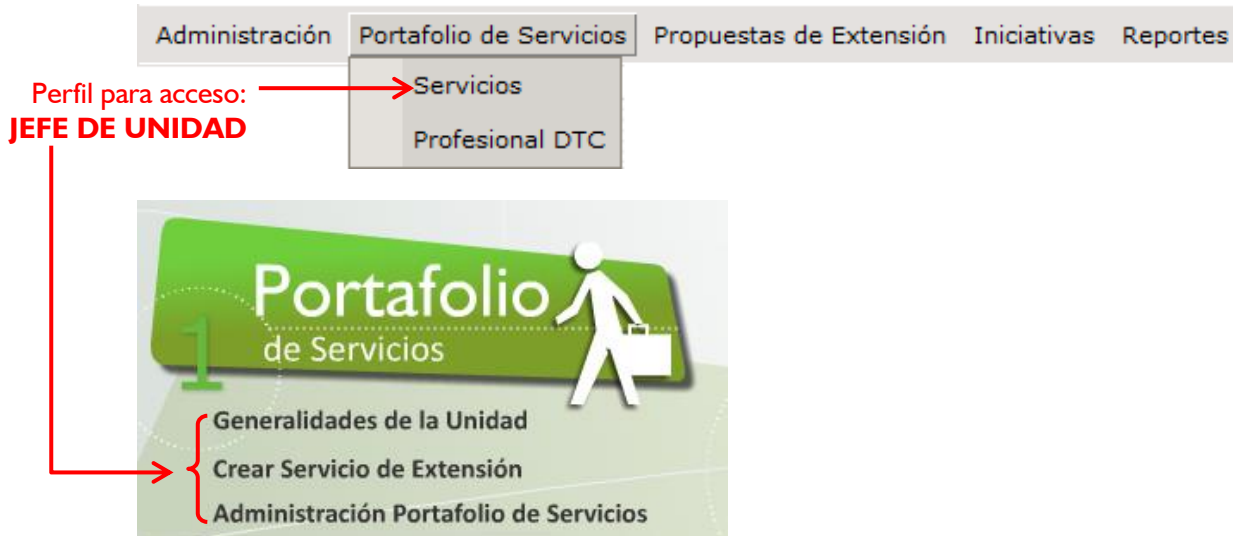 Administración Portafolio de Servicios Propuestas de Extensión Iniciativas Reportes
Servicios
Profesional DTC
Perfil para acceso:
JEFE DE UNIDAD
Portafolio
de Servicios
1
Generalidades de la Unidad
Crear Servicio de Extensión
Administración Portafolio de Servicios